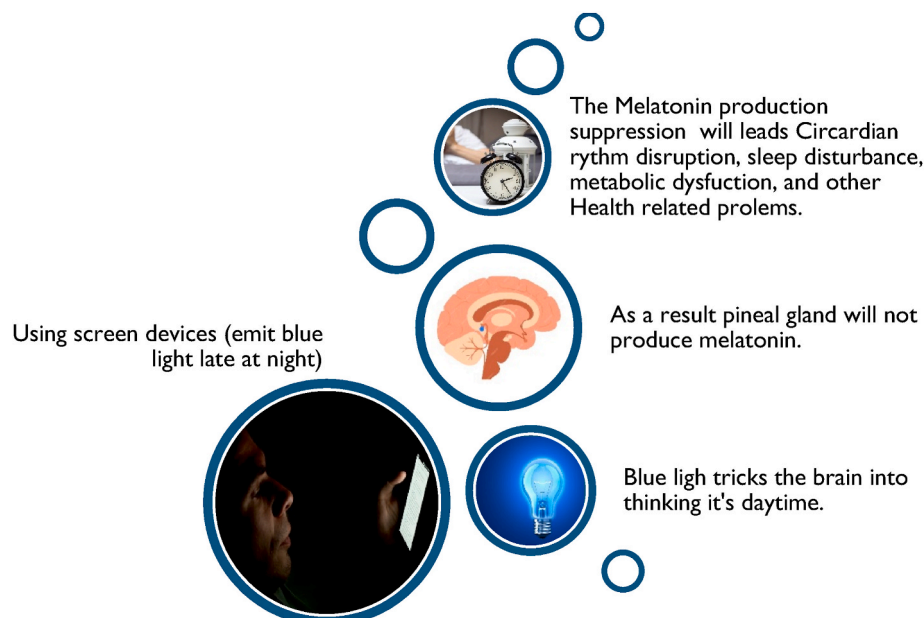 The Melatonin production
suppression will leads Circardian
rythm disruption, sleep disturbance,
metabolic dysfuction, and other
Health related prolems.
As a result pineal gland will not
produce melatonin.
Using screen devices (emit blue
light late at night)
Blue ligh tricks the brain into
thinking it's daytime.